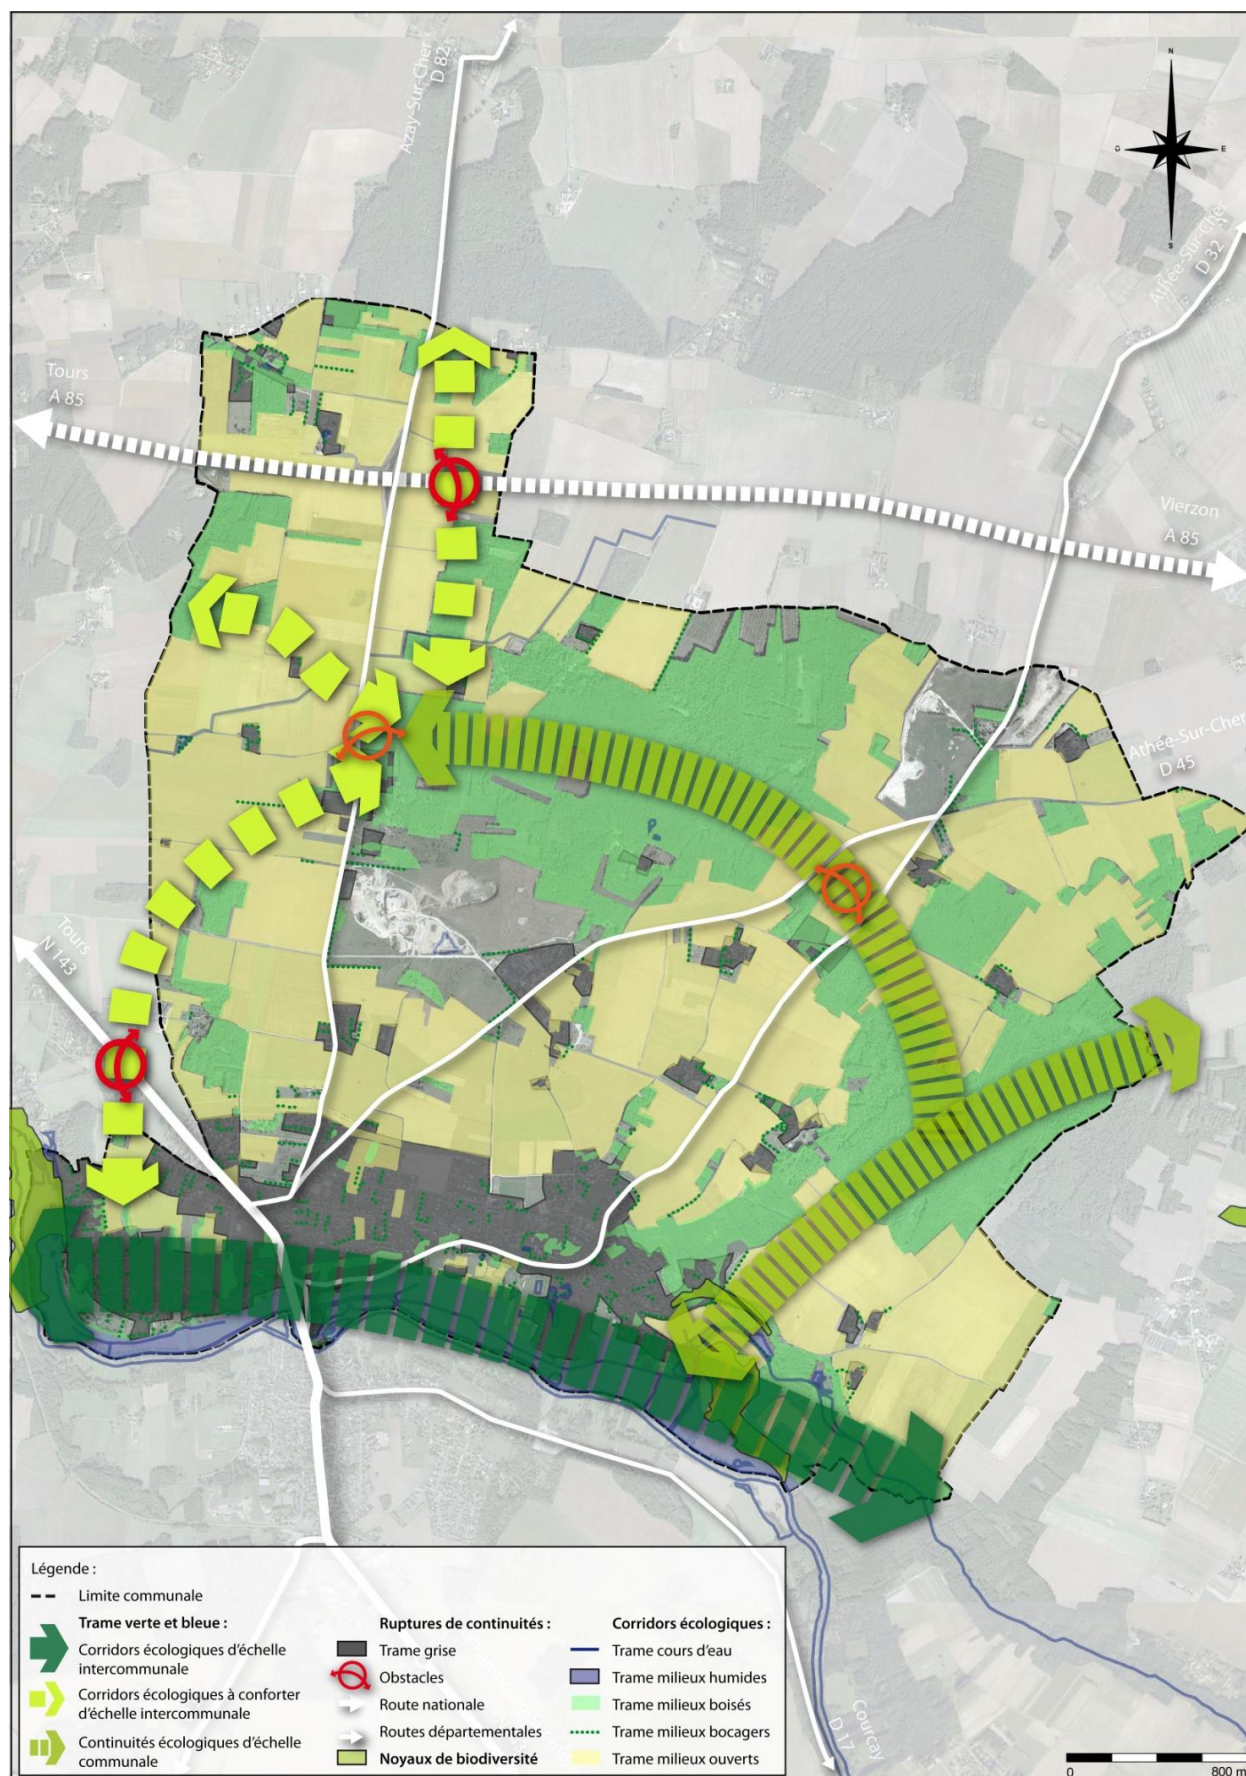 Azay-Sur-Cher
D 82
N
O
E
S
Athée-Sur-Cher
D 32
Tours
A 85
Vierzon
A 85
Athée-Sur-Cher
D 45
Tours
N 143
Courçay
D 17
Légende :
Limite communale
Trame verte et bleue :
Corridors écologiques d'échelle
intercommunale
Corridors écologiques à conforter
d'échelle intercommunale
Continuités écologiques d'échelle
communale
Ruptures de continuités :
Trame grise
Obstacles
Route nationale
Routes départementales
Noyaux de biodiversité
Corridors écologiques :
Trame cours d'eau
Trame milieux humides
Trame milieux boisés
Trame milieux bocagers
Trame milieux ouverts
0
800 m